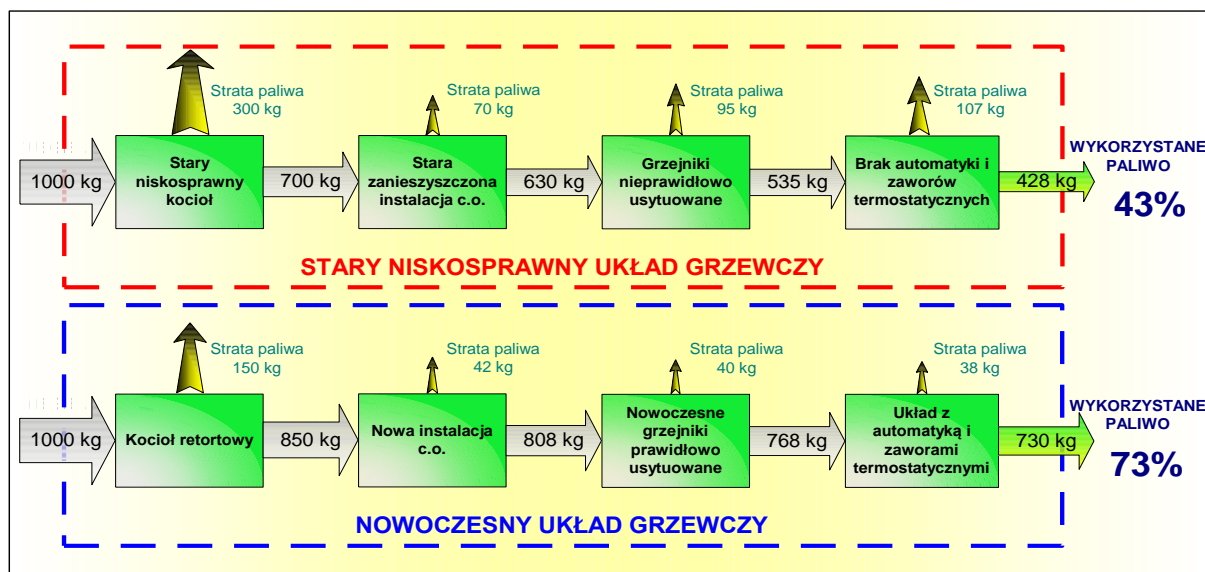 Strata paliwa
300 kg
Strata paliwa
70 kg
Strata paliwa
95 kg
Strata paliwa
107 kg
1000 kg
Stary
niskosprawny
kocioł
700 kg
Stara
zanieszyszczona
instalacja c.o.
630 kg
Grzejniki
nieprawidłowo
usytuowane
535 kg
Brak automatyki i
zaworów
termostatycznych
428 kg
WYKORZYSTANE
PALIWO
43%
STARY NISKOSPRAWNY UKŁAD GRZEWCZY
Strata paliwa
150 kg
Strata paliwa
42 kg
Strata paliwa
40 kg
Strata paliwa
38 kg
1000 kg
Kocioł retortowy
850 kg
Nowa instalacja
c.o.
808 kg
Nowoczesne
grzejniki
prawidłowo
usytuowane
768 kg
Układ z
automatyką i
zaworami
termostatycznymi
730 kg
WYKORZYSTANE
PALIWO
73%
NOWOCZESNY UKŁAD GRZEWCZY